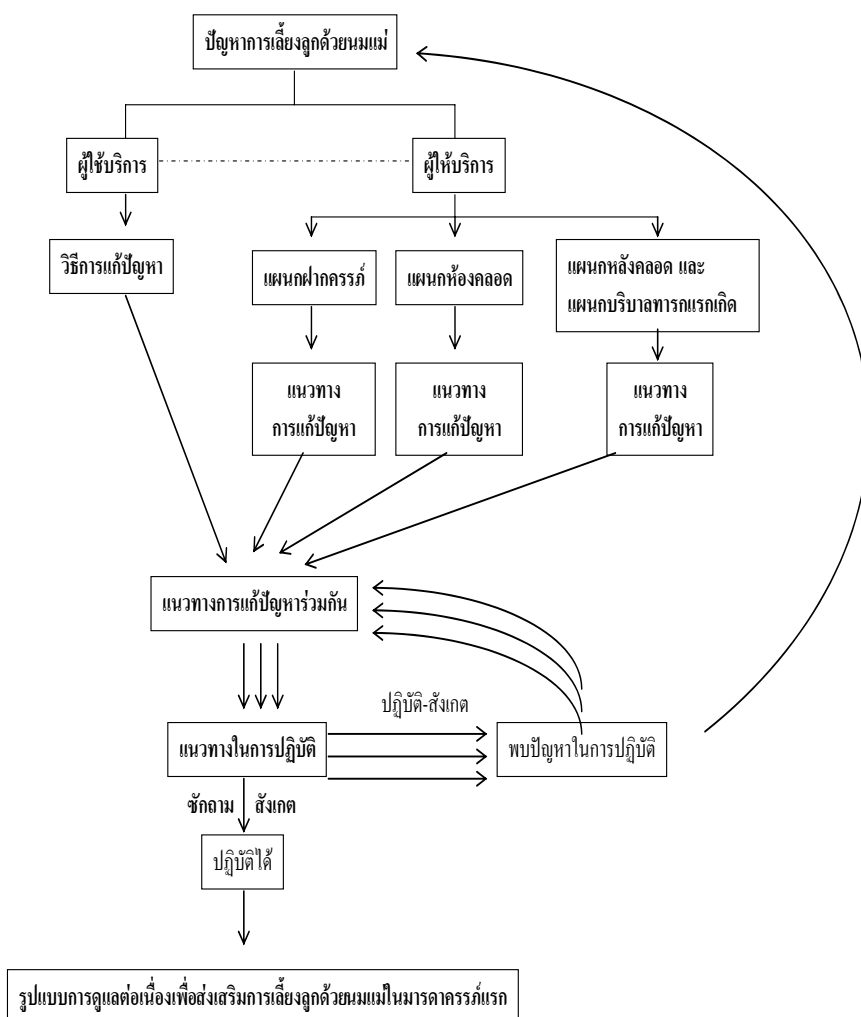 ปัญหาการเลี้ยงลูกด้วยนมแม่
ผู้ใช้บริการ
ผู้ให้บริการ
วิธีการแก้ปัญหา
แผนกฝากครรภ์
แผนกห้องคลอด
แผนกหลังคลอด และ
แผนกบริบาลทารกแรกเกิด
แนวทาง
การแก้ปัญหา
แนวทาง
การแก้ปัญหา
แนวทาง
การแก้ปัญหา
แนวทางการแก้ปัญหาร่วมกัน
ปฏิบัติ-สังเกต
แนวทางในการปฏิบัติ
พบปัญหาในการปฏิบัติ
ซักถาม สังเกต
ปฏิบัติได้
รูปแบบการดูแลต่อเนื่องเพื่อส่งเสริมการเลี้ยงลูกด้วยนมแม่ในมารดาครรภ์แรก